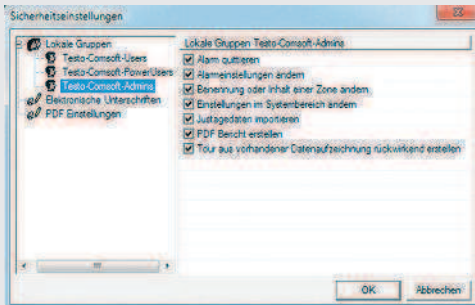 Sicherheitseinstellungen
Lokale Gruppen
Testo-Comsoft-Users
Testo-Comsoft-PowerUsers
Testo-Comsoft-Admins
Elektronische Unterschriften
PDF Einstellungen
Lokale Gruppen Testo-Comsoft-Admins
Alarm quittieren
Alarmeinstellungen ändern
Benennung oder Inhalt einer Zone ändern
Einstellungen im Systembereich ändern
Justagedaten importieren
PDF Bericht erstellen
Tour aus vorhandener Datenaufzeichnung rückwirkend erstellen
OK
Abbrechen